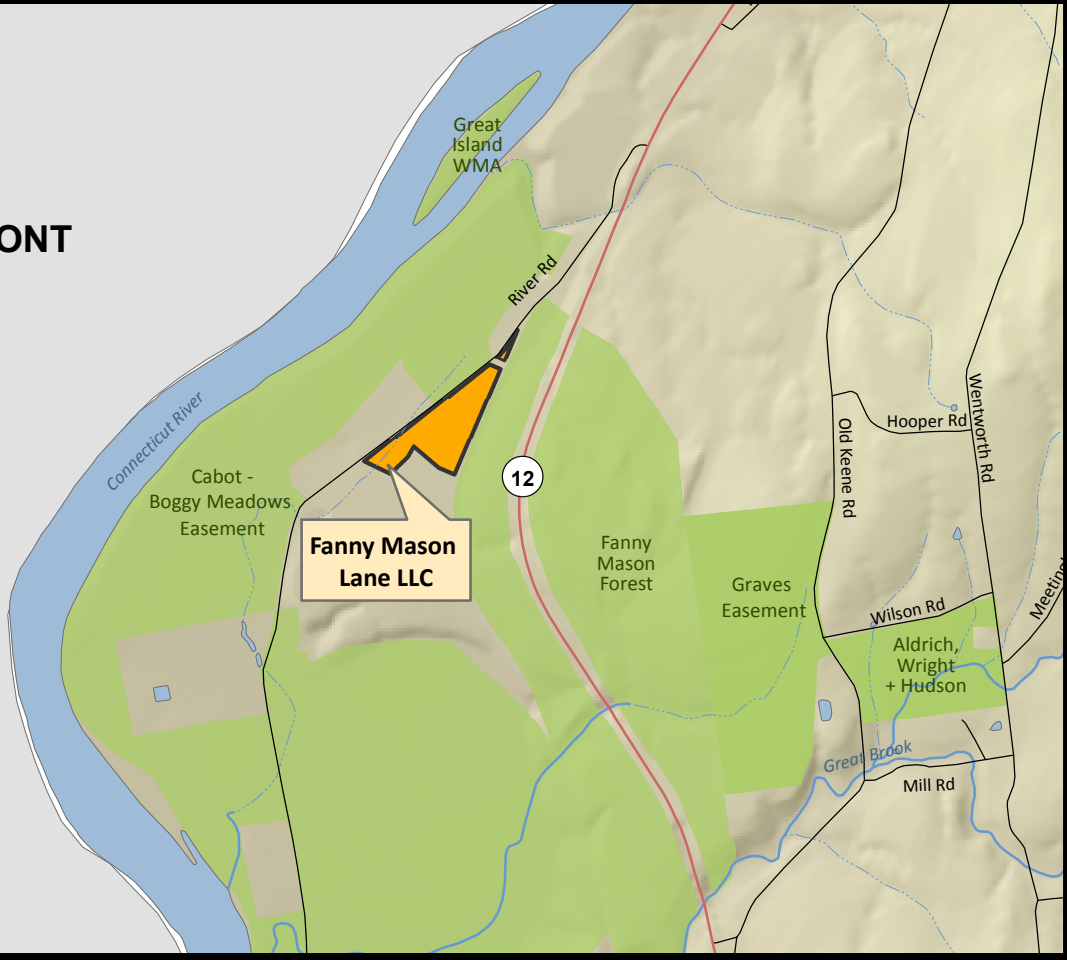 Great
Island
WMA
ONT
River Rd
Connecticut River
Cabot -
Boggy Meadows
Easement
12
Fanny Mason
Lane LLC
Fanny
Mason
Forest
Graves
Easement
Old Keene Rd
Hooper Rd
Wentworth Rd
Wilson Rd
Aldrich,
Wright
+ Hudson
Meeting
Great Brook
Mill Rd